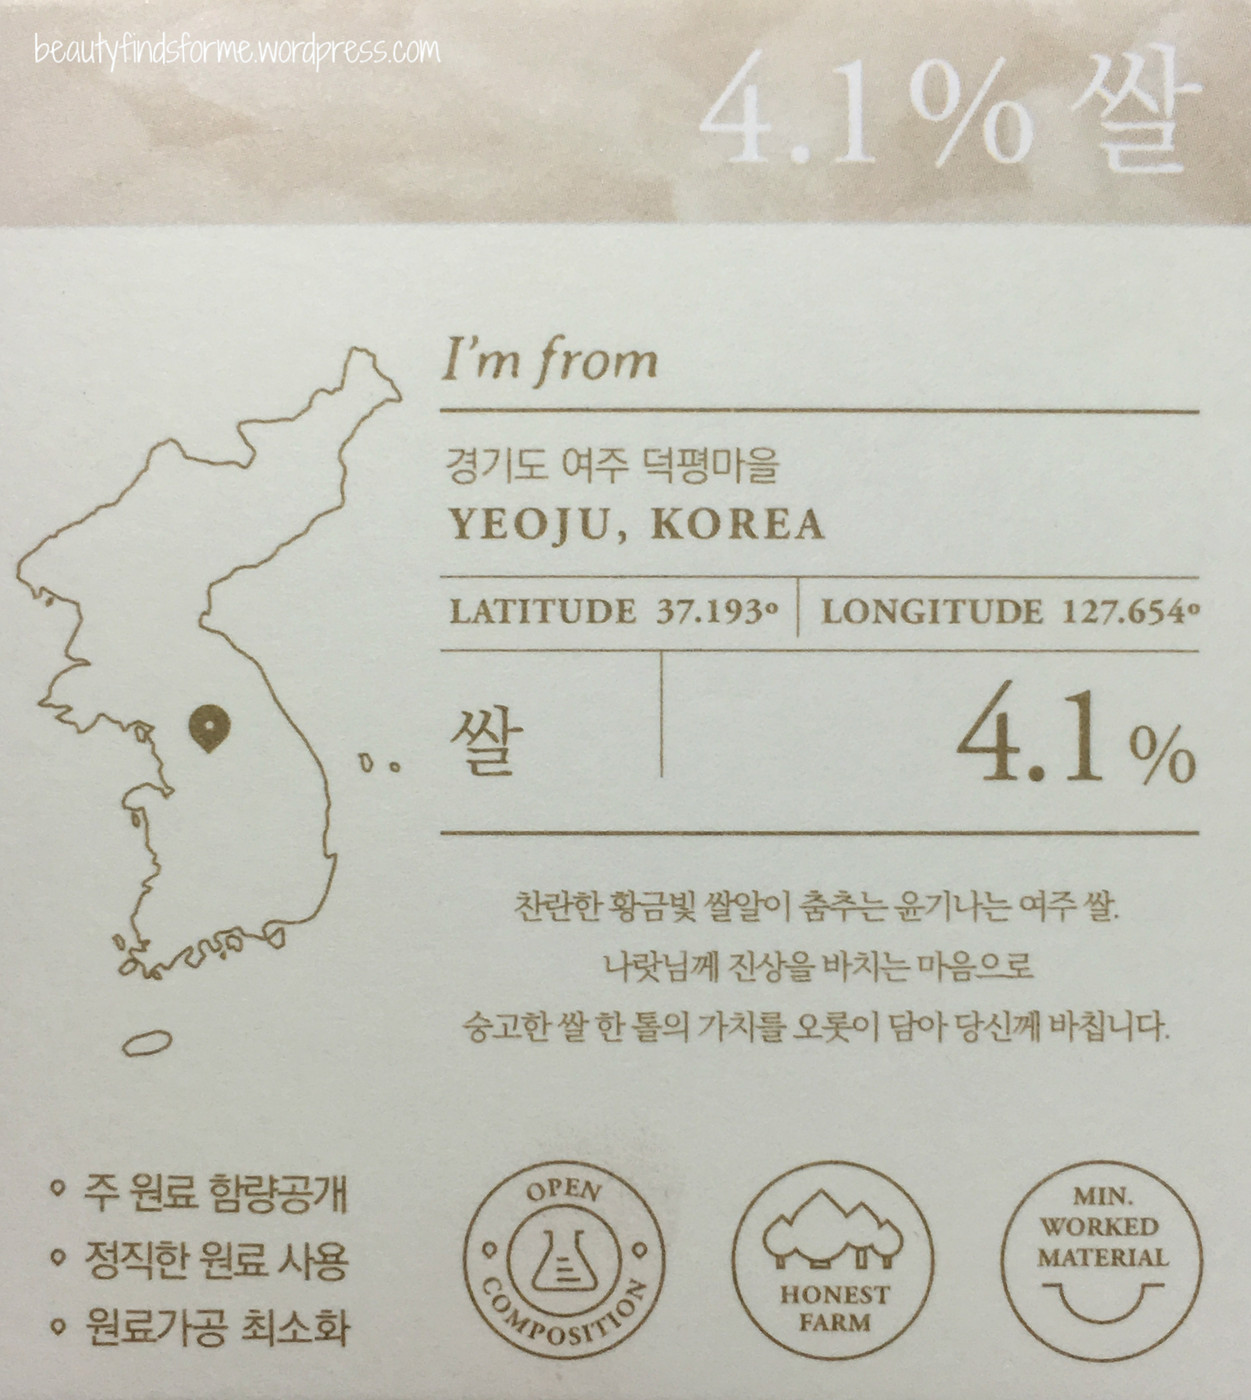 beautyfindsforme.wordpress.com
4.1% 쌀
I'm from
경기도 여주 덕평마을
YEOJU, KOREA
LATITUDE 37.193º LONGITUDE 127.654º
쌀 4.1%
찬란한 황금빛 쌀알이 춤추는 윤기나는 여주 쌀.
나랏님께 진상을 바치는 마음으로
숭고한 쌀 한 톨의 가치를 오롯이 담아 당신께 바칩니다.
주 원료 함량공개
정직한 원료 사용
원료가공 최소화
OPEN
COMPOSITION
HONEST
FARM
MIN.
WORKED
MATERIAL